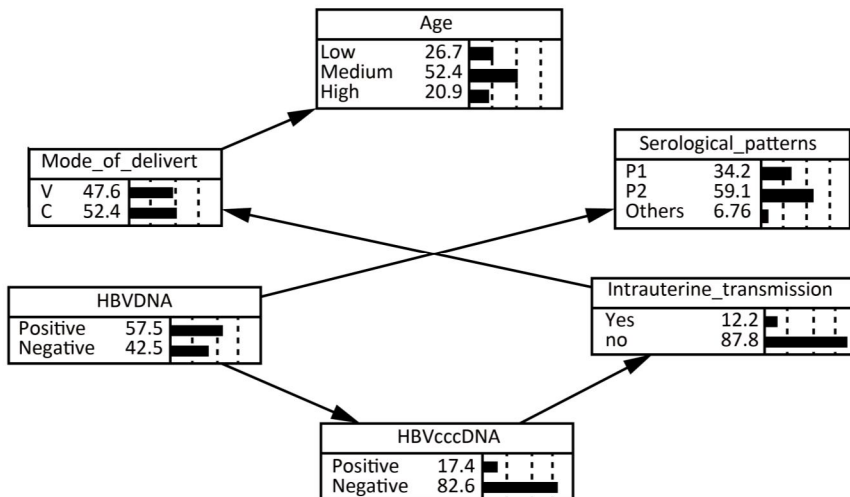 Age
Low 26.7
Medium 52.4
High 20.9
Serological_patterns
P1 34.2
P2 59.1
Others 6.76
Mode_of_delivert
V 47.6
C 52.4
HBVDNA
Positive 57.5
Negative 42.5
Intrauterine_transmission
Yes 12.2
no 87.8
HBVcccDNA
Positive 17.4
Negative 82.6